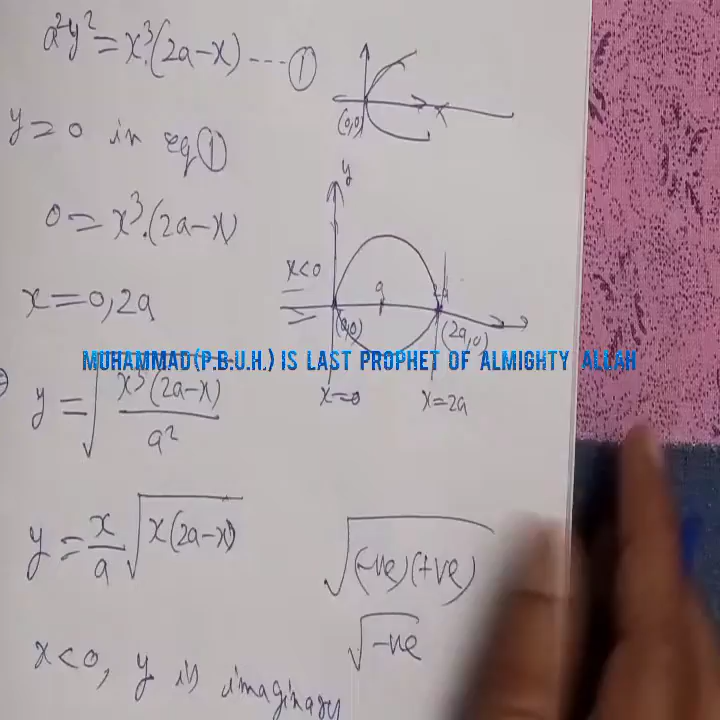 a²y² = x³.(2a-x) --- ①
y = 0 in eq ①
0 = x³.(2a-x)
x = 0, 2a
y = √(x³(2a-x)/a²)
y = x/a √(x(2a-x))
x<0, y is imaginary
(0,0)
x
y
x<0
a
(0,0)
(2a,0)
x=0
x=2a
MUHAMMAD(P.B.U.H.) IS LAST PROPHET OF ALMIGHTY ALLAH
√((-ve)(+ve))
√-ve